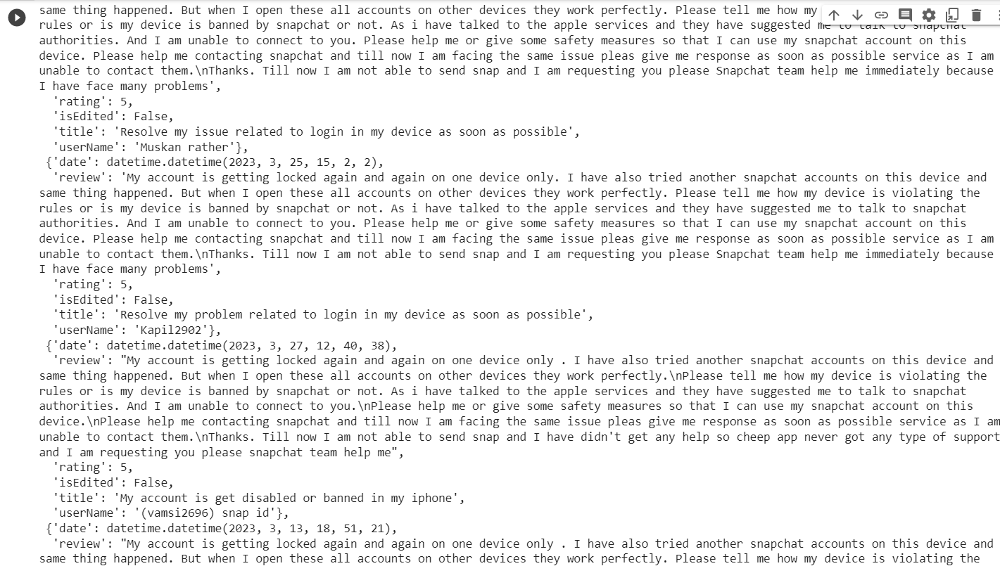 same thing happened. But when I open these all accounts on other devices they work perfectly. Please tell me how my
rules or is my device is banned by snapchat or not. As i have talked to the apple services and they have suggested me to talk to snapchat
authorities. And I am unable to connect to you. Please help me or give some safety measures so that I can use my snapchat account on this
device. Please help me contacting snapchat and till now I am facing the same issue pleas give me response as soon as possible service as I am
unable to contact them.\nThanks. Till now I am not able to send snap and I am requesting you please Snapchat team help me immediately because
I have face many problems',
'rating': 5,
'isEdited': False,
'title': 'Resolve my issue related to login in my device as soon as possible',
'userName': 'Muskan rather'},
{'date': datetime.datetime(2023, 3, 25, 15, 2, 2),
'review': 'My account is getting locked again and again on one device only. I have also tried another snapchat accounts on this device and
same thing happened. But when I open these all accounts on other devices they work perfectly. Please tell me how my device is violating the
rules or is my device is banned by snapchat or not. As i have talked to the apple services and they have suggested me to talk to snapchat
authorities. And I am unable to connect to you. Please help me or give some safety measures so that I can use my snapchat account on this
device. Please help me contacting snapchat and till now I am facing the same issue pleas give me response as soon as possible service as I am
unable to contact them.\nThanks. Till now I am not able to send snap and I am requesting you please Snapchat team help me immediately because
I have face many problems',
'rating': 5,
'isEdited': False,
'title': 'Resolve my problem related to login in my device as soon as possible',
'userName': 'Kapil2902'},
{'date': datetime.datetime(2023, 3, 27, 12, 40, 38),
'review': "My account is getting locked again and again on one device only . I have also tried another snapchat accounts on this device and
same thing happened. But when I open these all accounts on other devices they work perfectly.\nPlease tell me how my device is violating the
rules or is my device is banned by snapchat or not. As i have talked to the apple services and they have suggested me to talk to snapchat
authorities. And I am unable to connect to you.\nPlease help me or give some safety measures so that I can use my snapchat account on this
device.\nPlease help me contacting snapchat and till now I am facing the same issue pleas give me response as soon as possible service as I am
unable to contact them.\nThanks. Till now I am not able to send snap and I have didn't get any help so cheep app never got any type of support
and I am requesting you please snapchat team help me",
'rating': 5,
'isEdited': False,
'title': 'My account is get disabled or banned in my iphone',
'userName': '(vamsi2696) snap id'},
{'date': datetime.datetime(2023, 3, 13, 18, 51, 21),
'review': "My account is getting locked again and again on one device only . I have also tried another snapchat accounts on this device and
same thing happened. But when I open these all accounts on other devices they work perfectly. Please tell me how my device is violating the